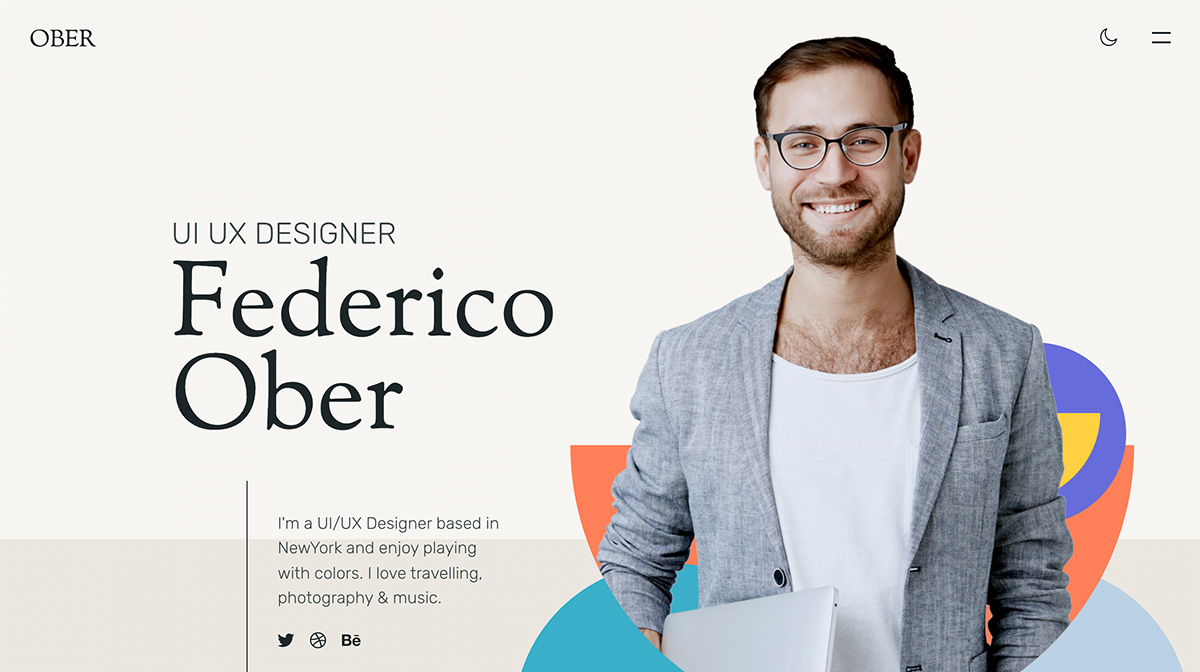 OBER
UI UX DESIGNER
Federico
Ober
I'm a UI/UX Designer based in
NewYork and enjoy playing
with colors. I love travelling,
photography & music.
Bē